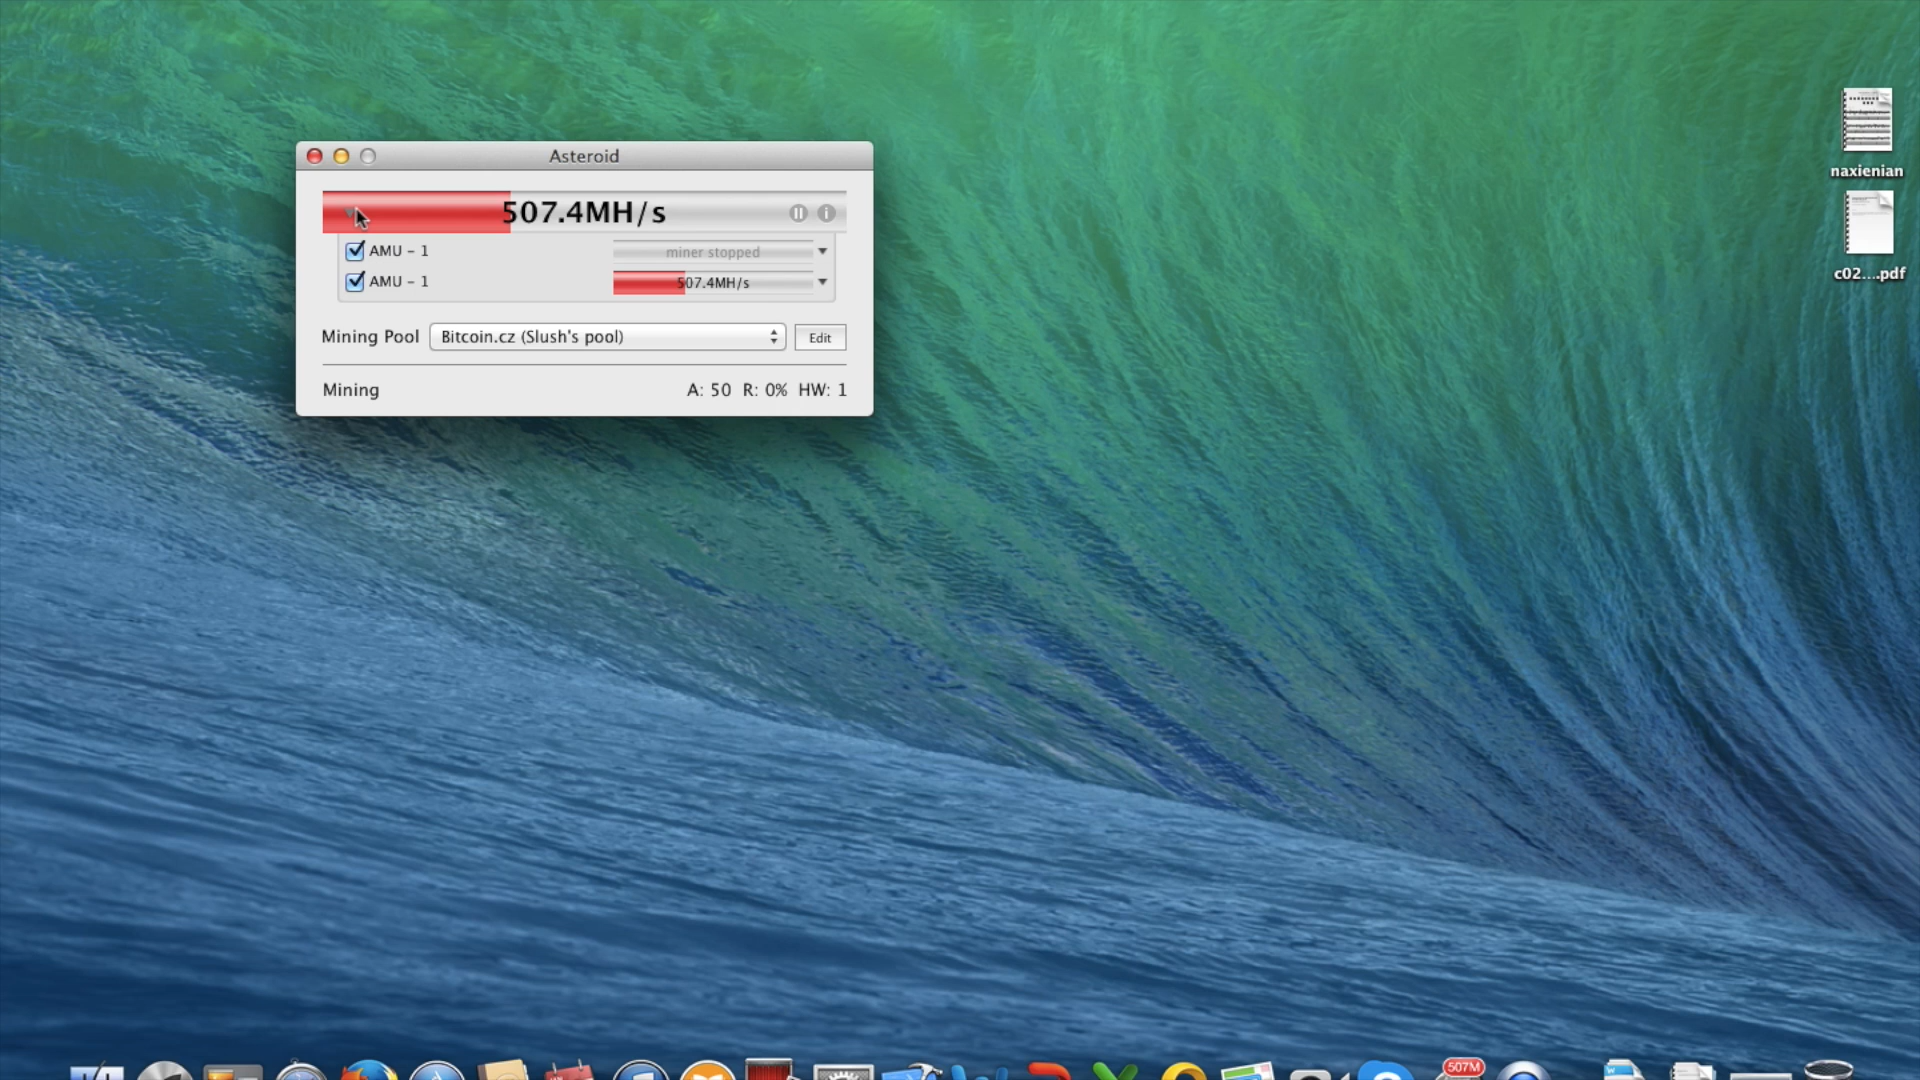 Asteroid
507.4MH/s
AMU - 1
miner stopped
AMU - 1
507.4MH/s
Mining Pool
Bitcoin.cz (Slush's pool)
Edit
Mining
A: 50 R: 0% HW: 1
naxienian
c02....pdf
507M